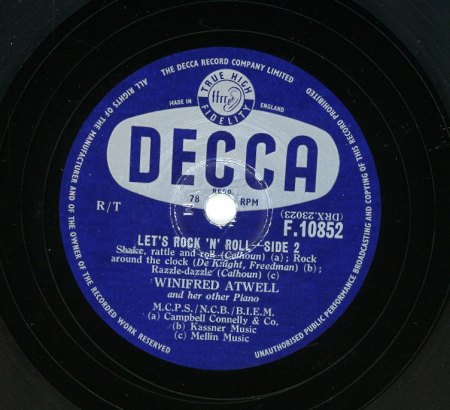 THE DECCA RECORD COMPANY LIMITED
ALL RIGHTS OF THE MANUFACTURER AND OF THE OWNER OF THE RECORDED WORK RESERVED
UNAUTHORISED PUBLIC PERFORMANCE BROADCASTING AND COPYING OF THIS RECORD PROHIBITED
TRUE HIGH
ffrr
FIDELITY
MADE IN
ENGLAND
DECCA
REGD.
78 RPM
R/T
(DRX.23023)
F.10852
LET'S ROCK 'N' ROLL—SIDE 2
Shake, rattle and roll (Calhoun) (a); Rock
around the clock (De Knight, Freedman) (b);
Razzle-dazzle (Calhoun) (c)
WINIFRED ATWELL
and her other Piano
M.C.P.S./N.C.B./B.I.E.M.
(a) Campbell Connelly & Co.
(b) Kassner Music
(c) Mellin Music